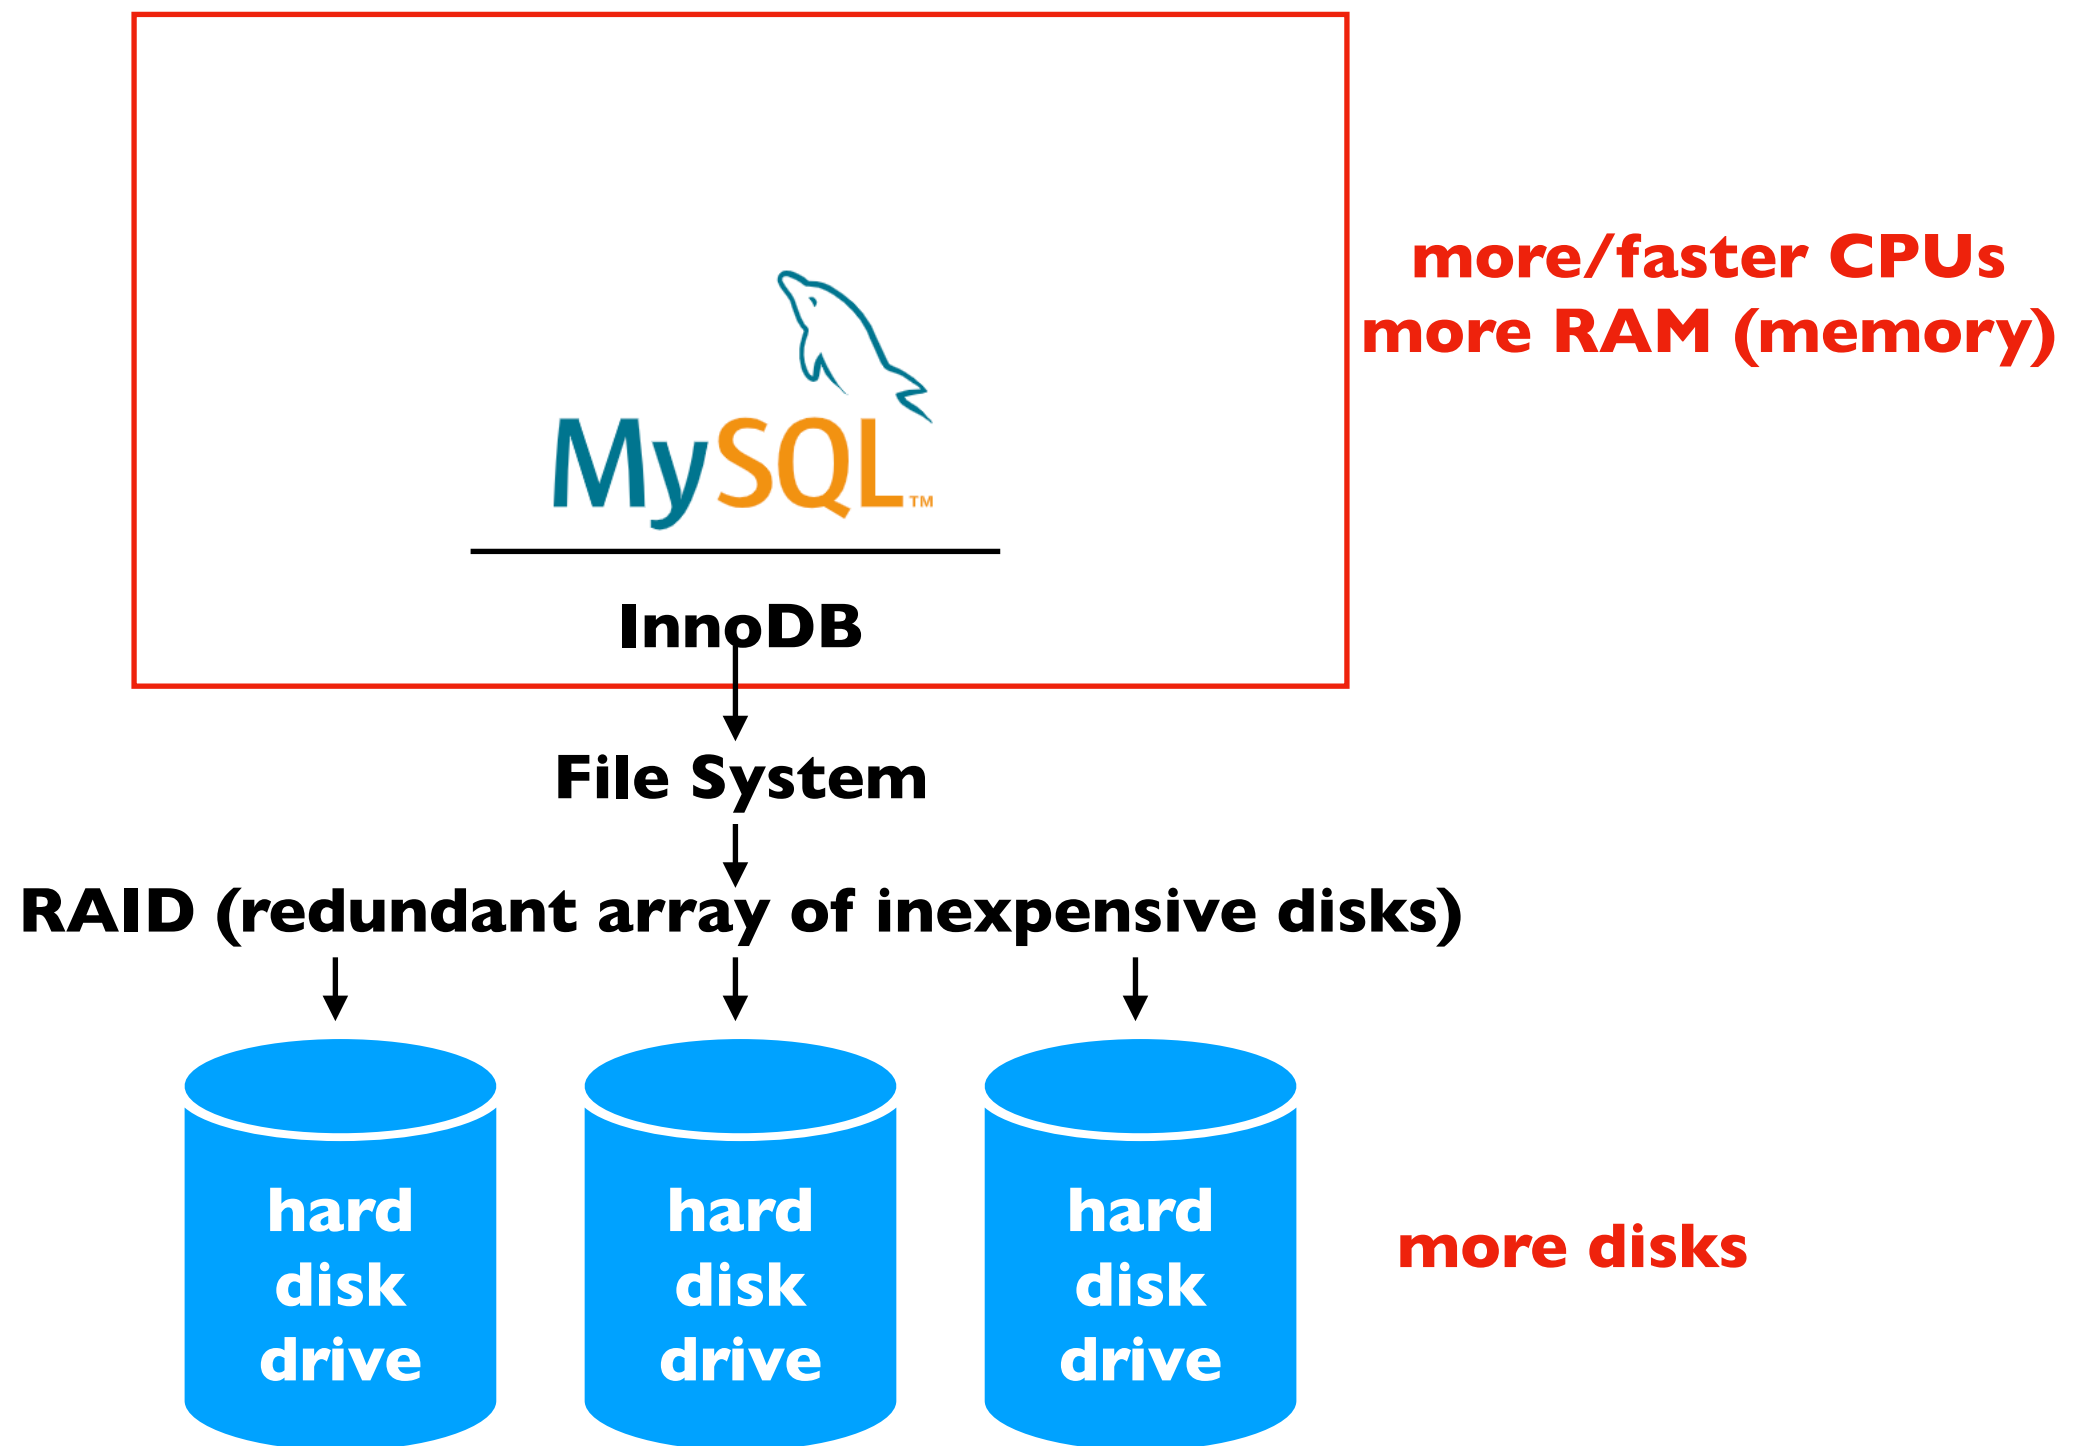 more/faster CPUs
more RAM (memory)
MySQL™
InnoDB
File System
RAID (redundant array of inexpensive disks)
hard
disk
drive
hard
disk
drive
hard
disk
drive
more disks